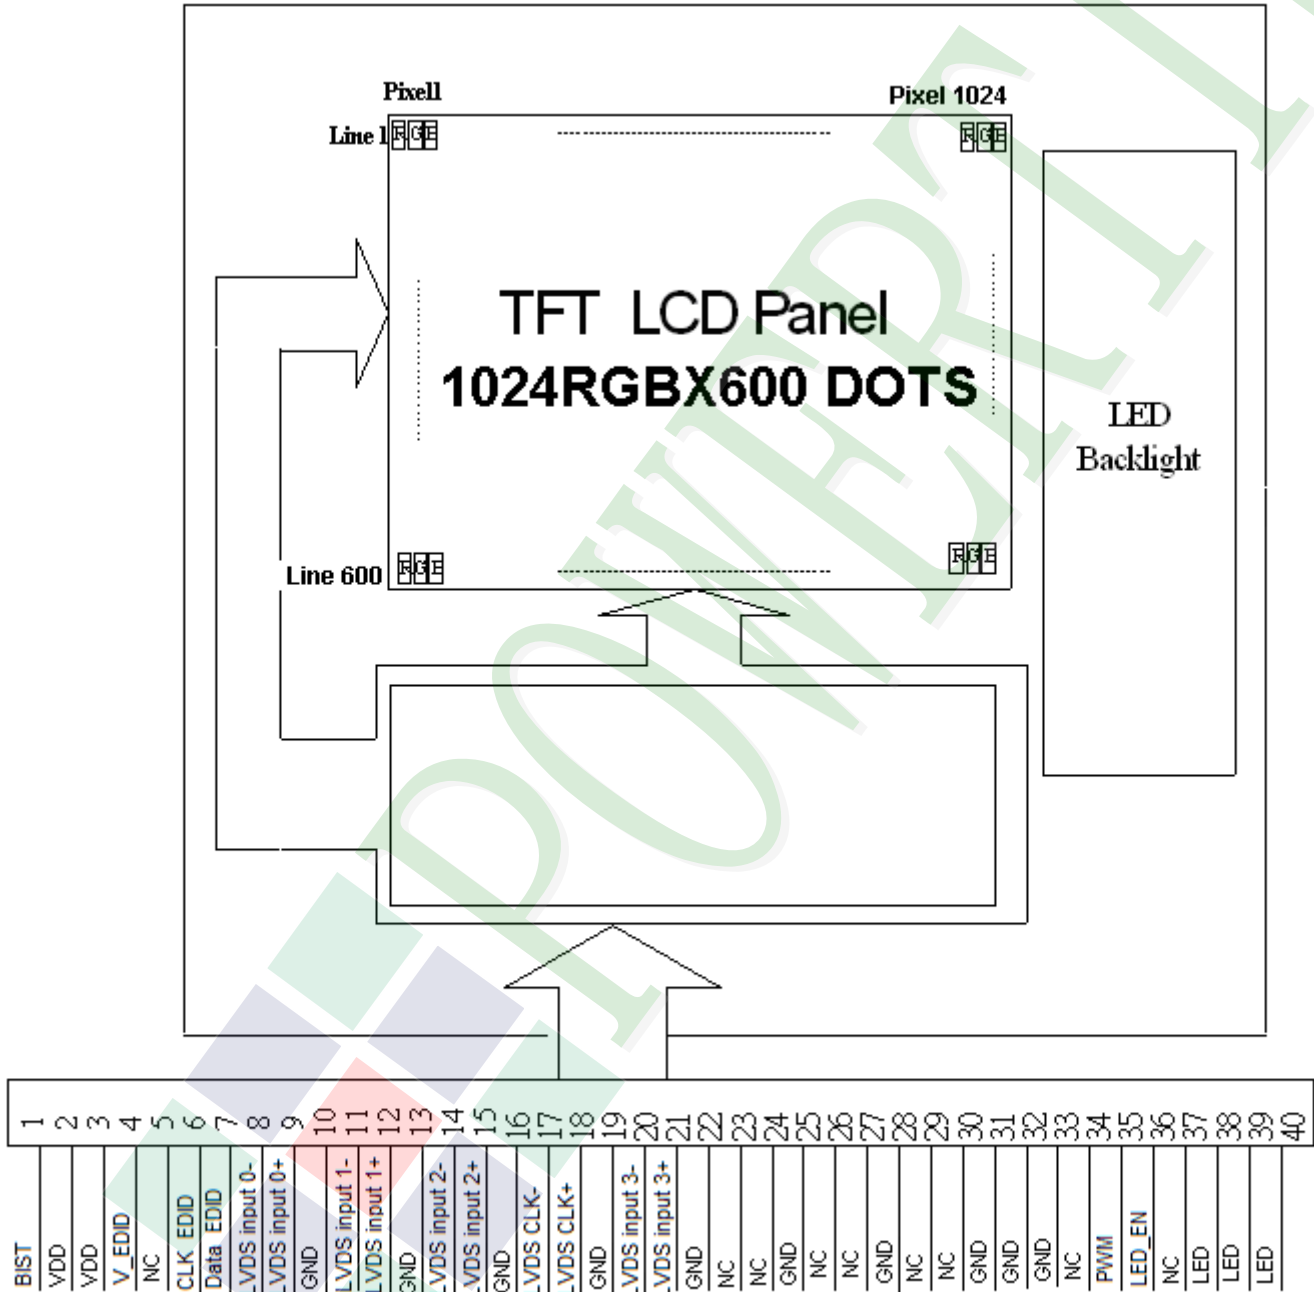 Pixel1
Pixel 1024
Line 1
RGB
RGB
TFT LCD Panel
1024RGBX600 DOTS
LED
Backlight
Line 600
RGB
RGB
1 2 3 4 5 6 7 8 9 10 11 12 13 14 15 16 17 18 19 20 21 22 23 24 25 26 27 28 29 30 31 32 33 34 35 36 37 38 39 40
BIST
VDD
VDD
V_EDID
NC
CLK_EDID
Data_EDID
LVDS input 0-
LVDS input 0+
GND
LVDS input 1-
LVDS input 1+
GND
LVDS input 2-
LVDS input 2+
GND
LVDS CLK-
LVDS CLK+
GND
LVDS input 3-
LVDS input 3+
GND
NC
NC
GND
NC
NC
GND
NC
NC
GND
GND
GND
NC
PWM
LED_EN
NC
LED
LED
LED
POWERTI